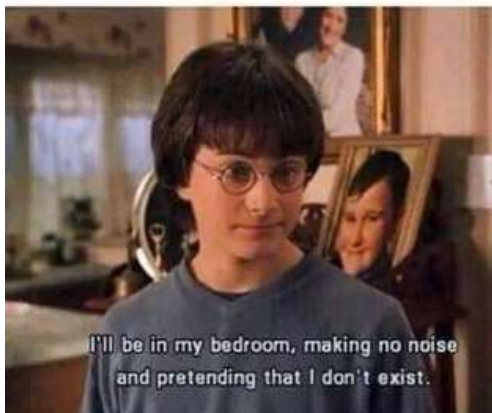 I'll be in my bedroom, making no noise
and pretending that I don't exist.